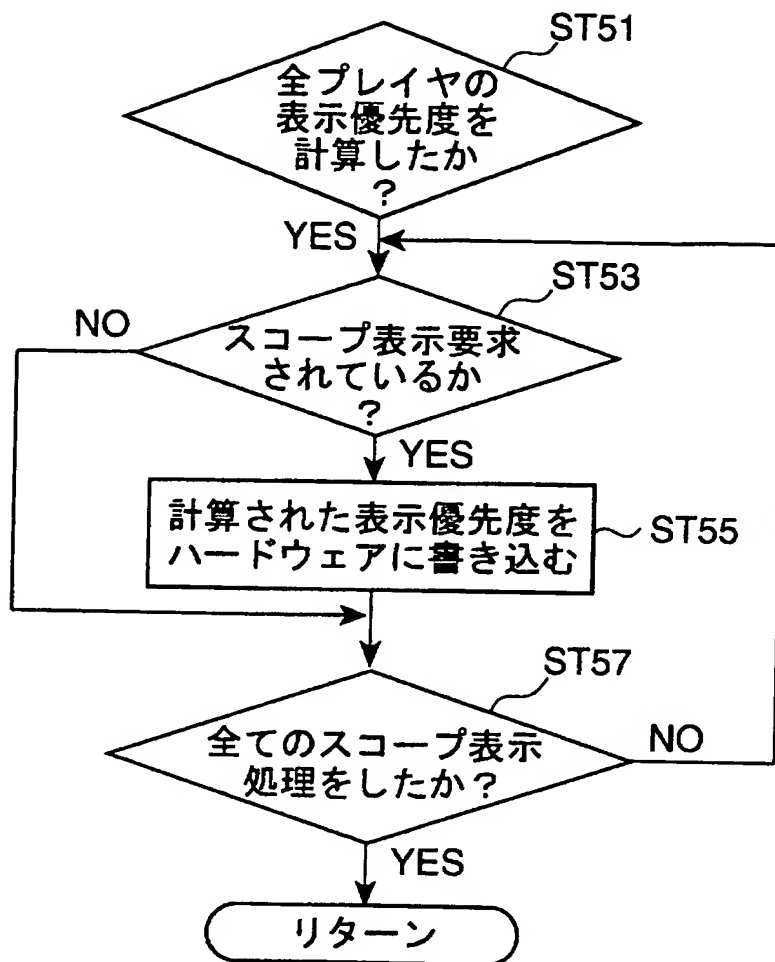 ST51
全プレイヤの
表示優先度を
計算したか
?
YES
ST53
NO
スコープ表示要求
されているか
?
YES
計算された表示優先度を
ハードウェアに書き込む
ST55
ST57
全てのスコープ表示
処理をしたか?
NO
YES
リターン